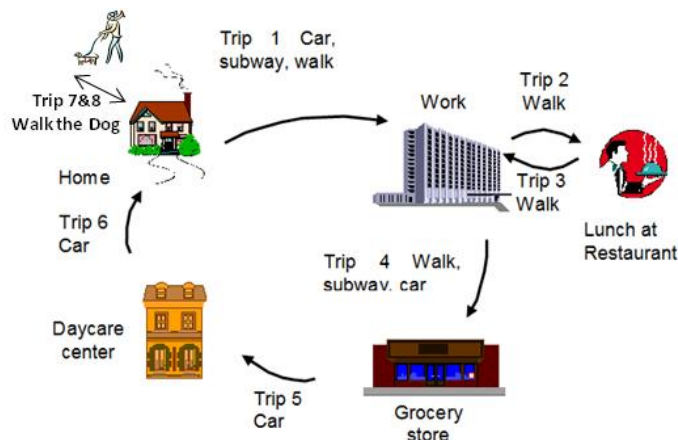 Trip 1 Car,
subway, walk
Trip 7&8
Walk the Dog
Home
Work
Trip 2
Walk
Trip 3
Walk
Lunch at
Restaurant
Trip 6
Car
Trip 4 Walk,
subway, car
Daycare
center
Trip 5
Car
Grocery
store